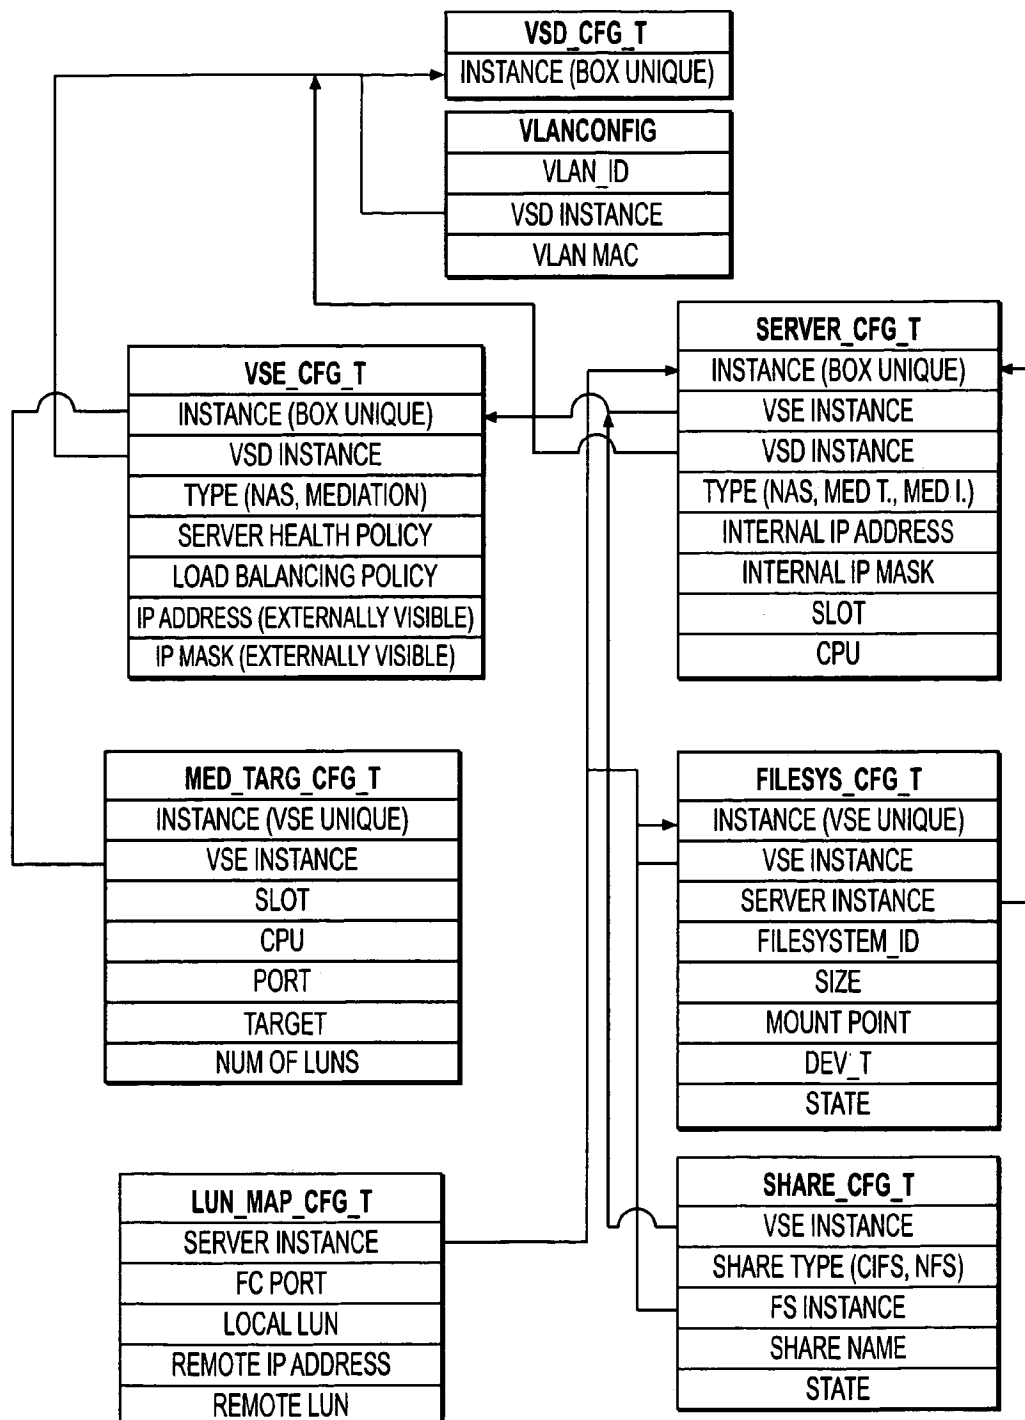 VSD_CFG_T
INSTANCE (BOX UNIQUE)
VLANCONFIG
VLAN_ID
VSD INSTANCE
VLAN MAC
SERVER_CFG_T
INSTANCE (BOX UNIQUE)
VSE INSTANCE
VSD INSTANCE
TYPE (NAS, MED T., MED I.)
INTERNAL IP ADDRESS
INTERNAL IP MASK
SLOT
CPU
VSE_CFG_T
INSTANCE (BOX UNIQUE)
VSD INSTANCE
TYPE (NAS, MEDIATION)
SERVER HEALTH POLICY
LOAD BALANCING POLICY
IP ADDRESS (EXTERNALLY VISIBLE)
IP MASK (EXTERNALLY VISIBLE)
MED_TARG_CFG_T
INSTANCE (VSE UNIQUE)
VSE INSTANCE
SLOT
CPU
PORT
TARGET
NUM OF LUNS
FILESYS_CFG_T
INSTANCE (VSE UNIQUE)
VSE INSTANCE
SERVER INSTANCE
FILESYSTEM_ID
SIZE
MOUNT POINT
DEV_T
STATE
LUN_MAP_CFG_T
SERVER INSTANCE
FC PORT
LOCAL LUN
REMOTE IP ADDRESS
REMOTE LUN
SHARE_CFG_T
VSE INSTANCE
SHARE TYPE (CIFS, NFS)
FS INSTANCE
SHARE NAME
STATE